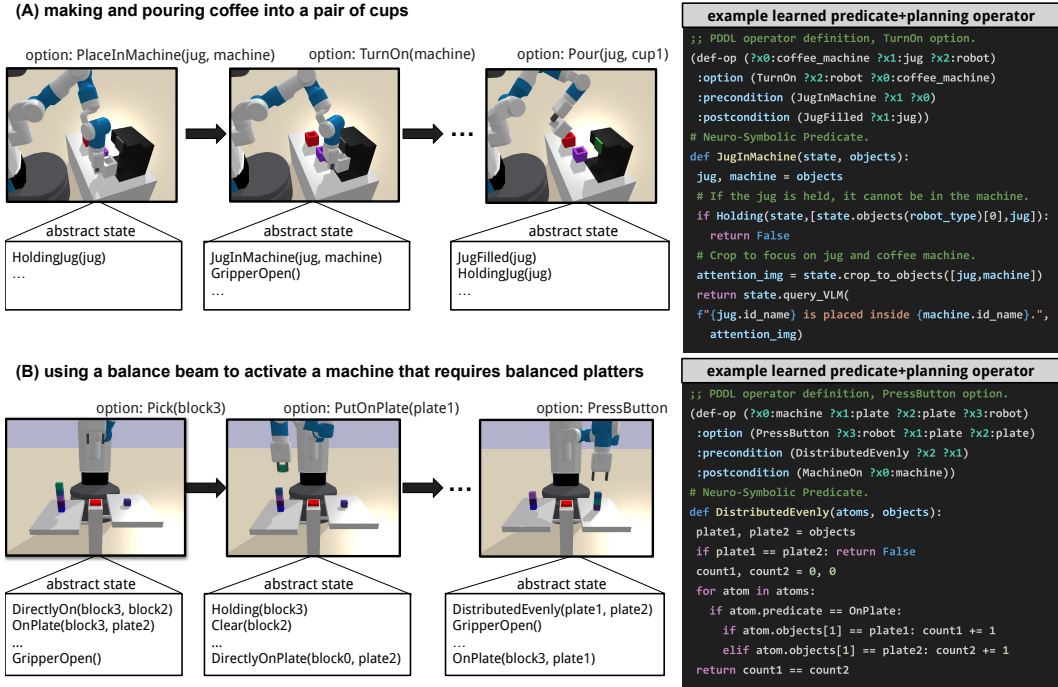 (A) making and pouring coffee into a pair of cups
option: PlaceInMachine(jug, machine)
option: TurnOn(machine)
option: Pour(jug, cup1)
...
abstract state
abstract state
abstract state
HoldingJug(jug)
…
JugInMachine(jug, machine)
GripperOpen()
…
JugFilled(jug)
HoldingJug(jug)
…
example learned predicate+planning operator
;; PDDL operator definition, TurnOn option.
(def-op (?x0:coffee_machine ?x1:jug ?x2:robot)
:option (TurnOn ?x2:robot ?x0:coffee_machine)
:precondition (JugInMachine ?x1 ?x0)
:postcondition (JugFilled ?x1:jug))
# Neuro-Symbolic Predicate.
def JugInMachine(state, objects):
jug, machine = objects
# If the jug is held, it cannot be in the machine.
if Holding(state,[state.objects(robot_type)[0],jug]):
return False
# Crop to focus on jug and coffee machine.
attention_img = state.crop_to_objects([jug,machine])
return state.query_VLM(
f"{jug.id_name} is placed inside {machine.id_name}.",
attention_img)
(B) using a balance beam to activate a machine that requires balanced platters
option: Pick(block3)
option: PutOnPlate(plate1)
option: PressButton
...
abstract state
abstract state
abstract state
DirectlyOn(block3, block2)
OnPlate(block3, plate2)
...
GripperOpen()
Holding(block3)
Clear(block2)
...
DirectlyOnPlate(block0, plate2)
DistributedEvenly(plate1, plate2)
GripperOpen()
…
OnPlate(block3, plate1)
example learned predicate+planning operator
;; PDDL operator definition, PressButton option.
(def-op (?x0:machine ?x1:plate ?x2:plate ?x3:robot)
:option (PressButton ?x3:robot ?x1:plate ?x2:plate)
:precondition (DistributedEvenly ?x2 ?x1)
:postcondition (MachineOn ?x0:machine))
# Neuro-Symbolic Predicate.
def DistributedEvenly(atoms, objects):
plate1, plate2 = objects
if plate1 == plate2: return False
count1, count2 = 0, 0
for atom in atoms:
if atom.predicate == OnPlate:
if atom.objects[1] == plate1: count1 += 1
elif atom.objects[1] == plate2: count2 += 1
return count1 == count2